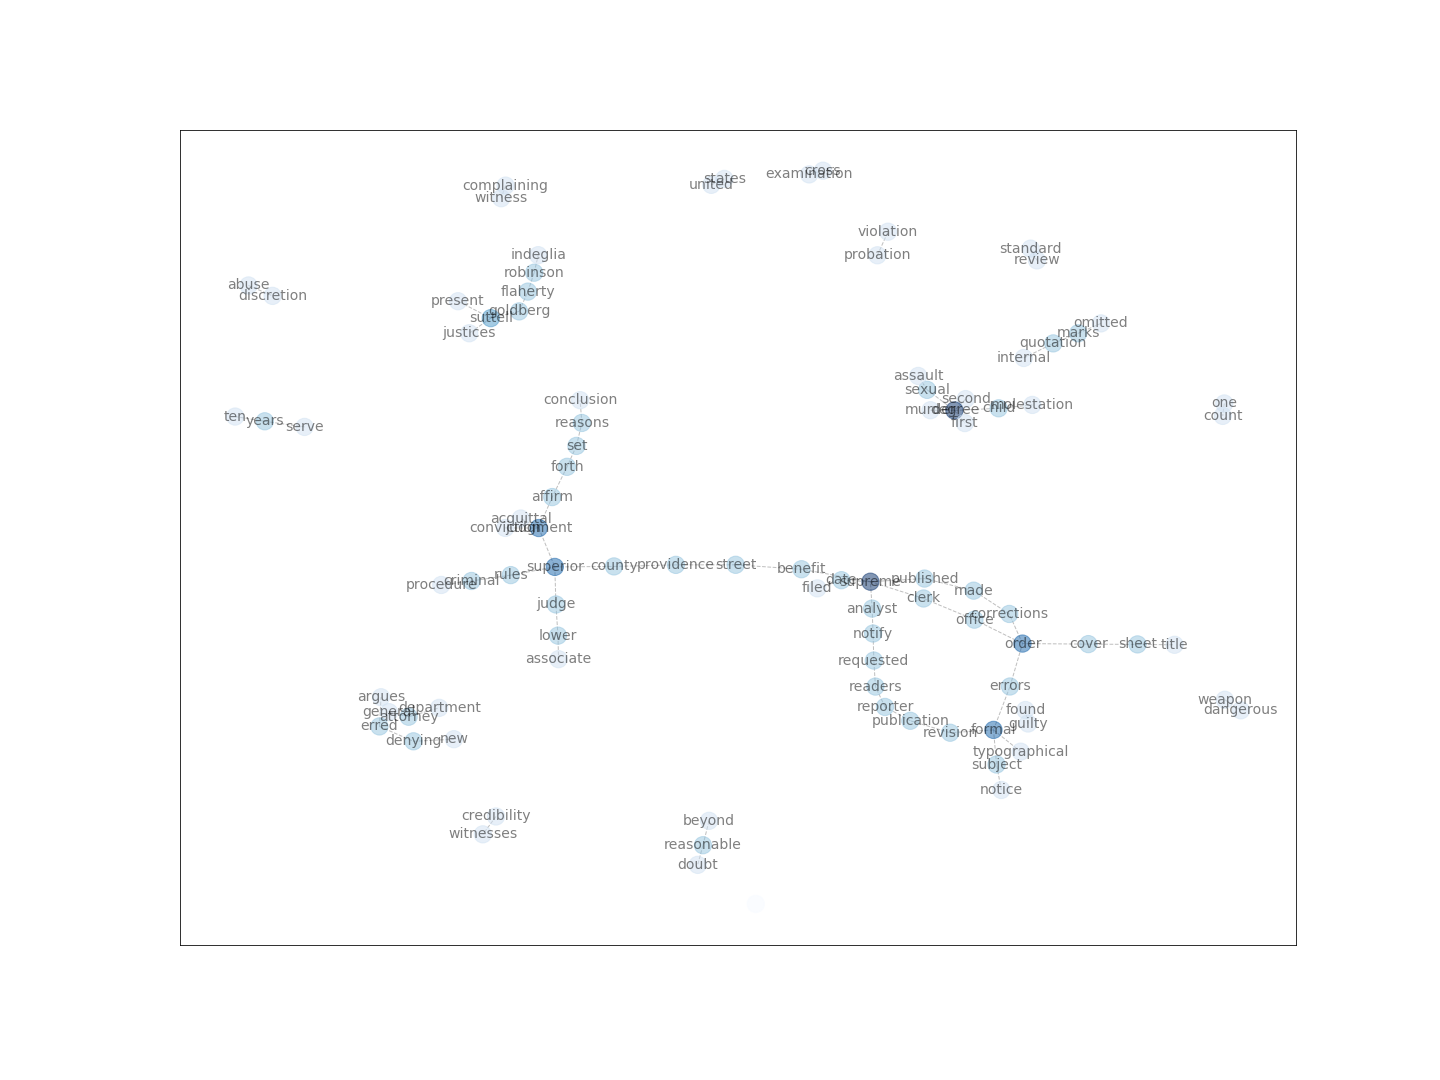 cross
examination
states
united
complaining
witness
violation
probation
standard
review
indeglia
robinson
flaherty
goldberg
suttell
present
justices
abuse
discretion
omitted
marks
quotation
internal
assault
sexual
second
murder
degree
child
molestation
first
one
count
conclusion
reasons
set
forth
affirm
acquittal
conviction
judgment
ten
years
serve
superior
county
providence
street
benefit
rules
criminal
procedure
judge
lower
associate
filed
date
supreme
published
made
clerk
corrections
office
analyst
notify
requested
readers
reporter
publication
revision
order
cover
sheet
title
errors
found
guilty
formal
typographical
subject
notice
weapon
dangerous
argues
general
department
attorney
erred
denying
new
credibility
witnesses
beyond
reasonable
doubt